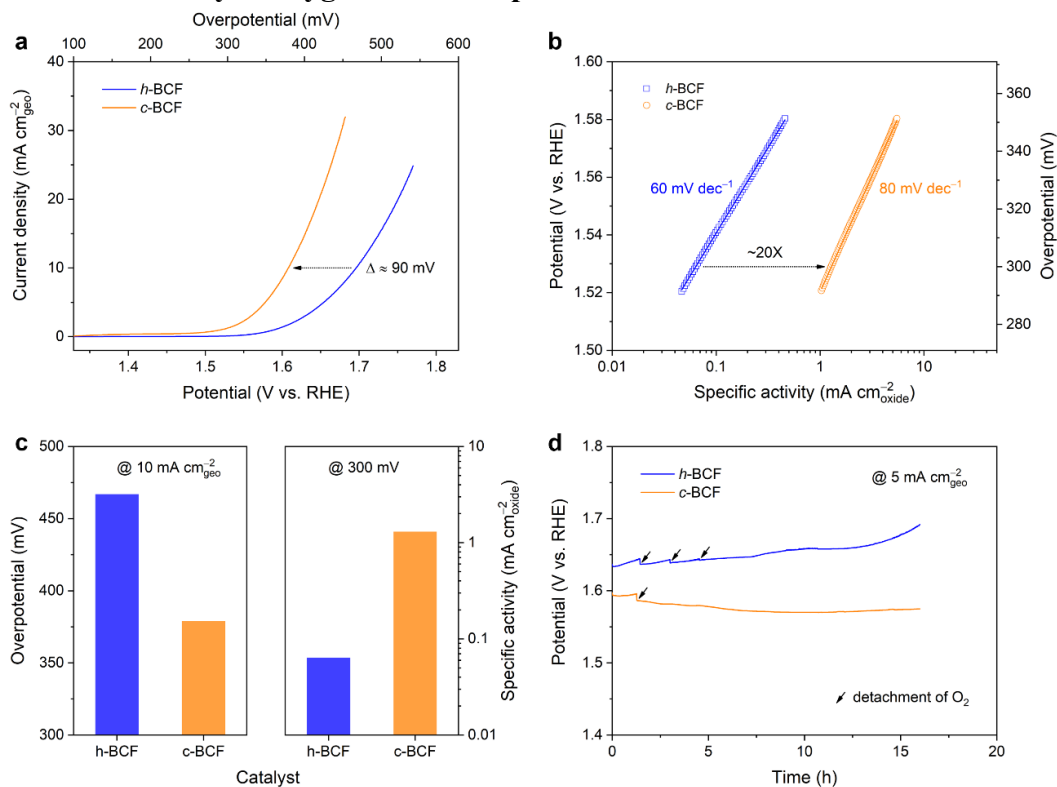 a
Overpotential (mV)
100 200 300 400 500 600
40
30
20
10
0
Current density (mA cm⁻²geo)
h-BCF
c-BCF
Δ ≈ 90 mV
1.4 1.5 1.6 1.7 1.8
Potential (V vs. RHE)
b
1.60
1.58
1.56
1.54
1.52
1.50
Potential (V vs. RHE)
h-BCF
c-BCF
60 mV dec⁻¹
80 mV dec⁻¹
~20X
360
340
320
300
280
Overpotential (mV)
0.01 0.1 1 10
Specific activity (mA cm⁻²oxide)
c
500
450
400
350
300
Overpotential (mV)
@ 10 mA cm⁻²geo
@ 300 mV
10
1
0.1
0.01
Specific activity (mA cm⁻²oxide)
h-BCF c-BCF h-BCF c-BCF
Catalyst
d
1.8
1.7
1.6
1.5
1.4
Potential (V vs. RHE)
h-BCF
c-BCF
@ 5 mA cm⁻²geo
detachment of O₂
0 5 10 15 20
Time (h)